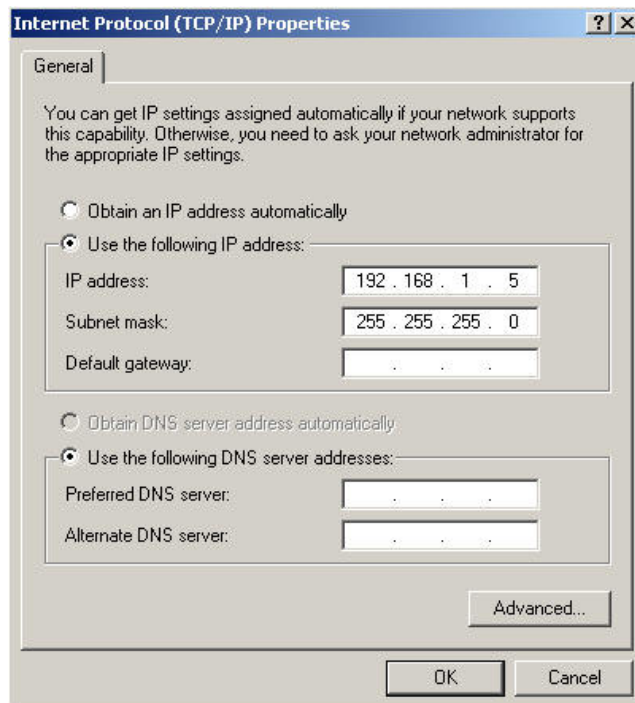 Internet Protocol (TCP/IP) Properties
General
You can get IP settings assigned automatically if your network supports
this capability. Otherwise, you need to ask your network administrator for
the appropriate IP settings.
Obtain an IP address automatically
Use the following IP address:
IP address: 192 . 168 . 1 . 5
Subnet mask: 255 . 255 . 255 . 0
Default gateway: . . .
Obtain DNS server address automatically
Use the following DNS server addresses:
Preferred DNS server: . . .
Alternate DNS server: . . .
Advanced...
OK Cancel